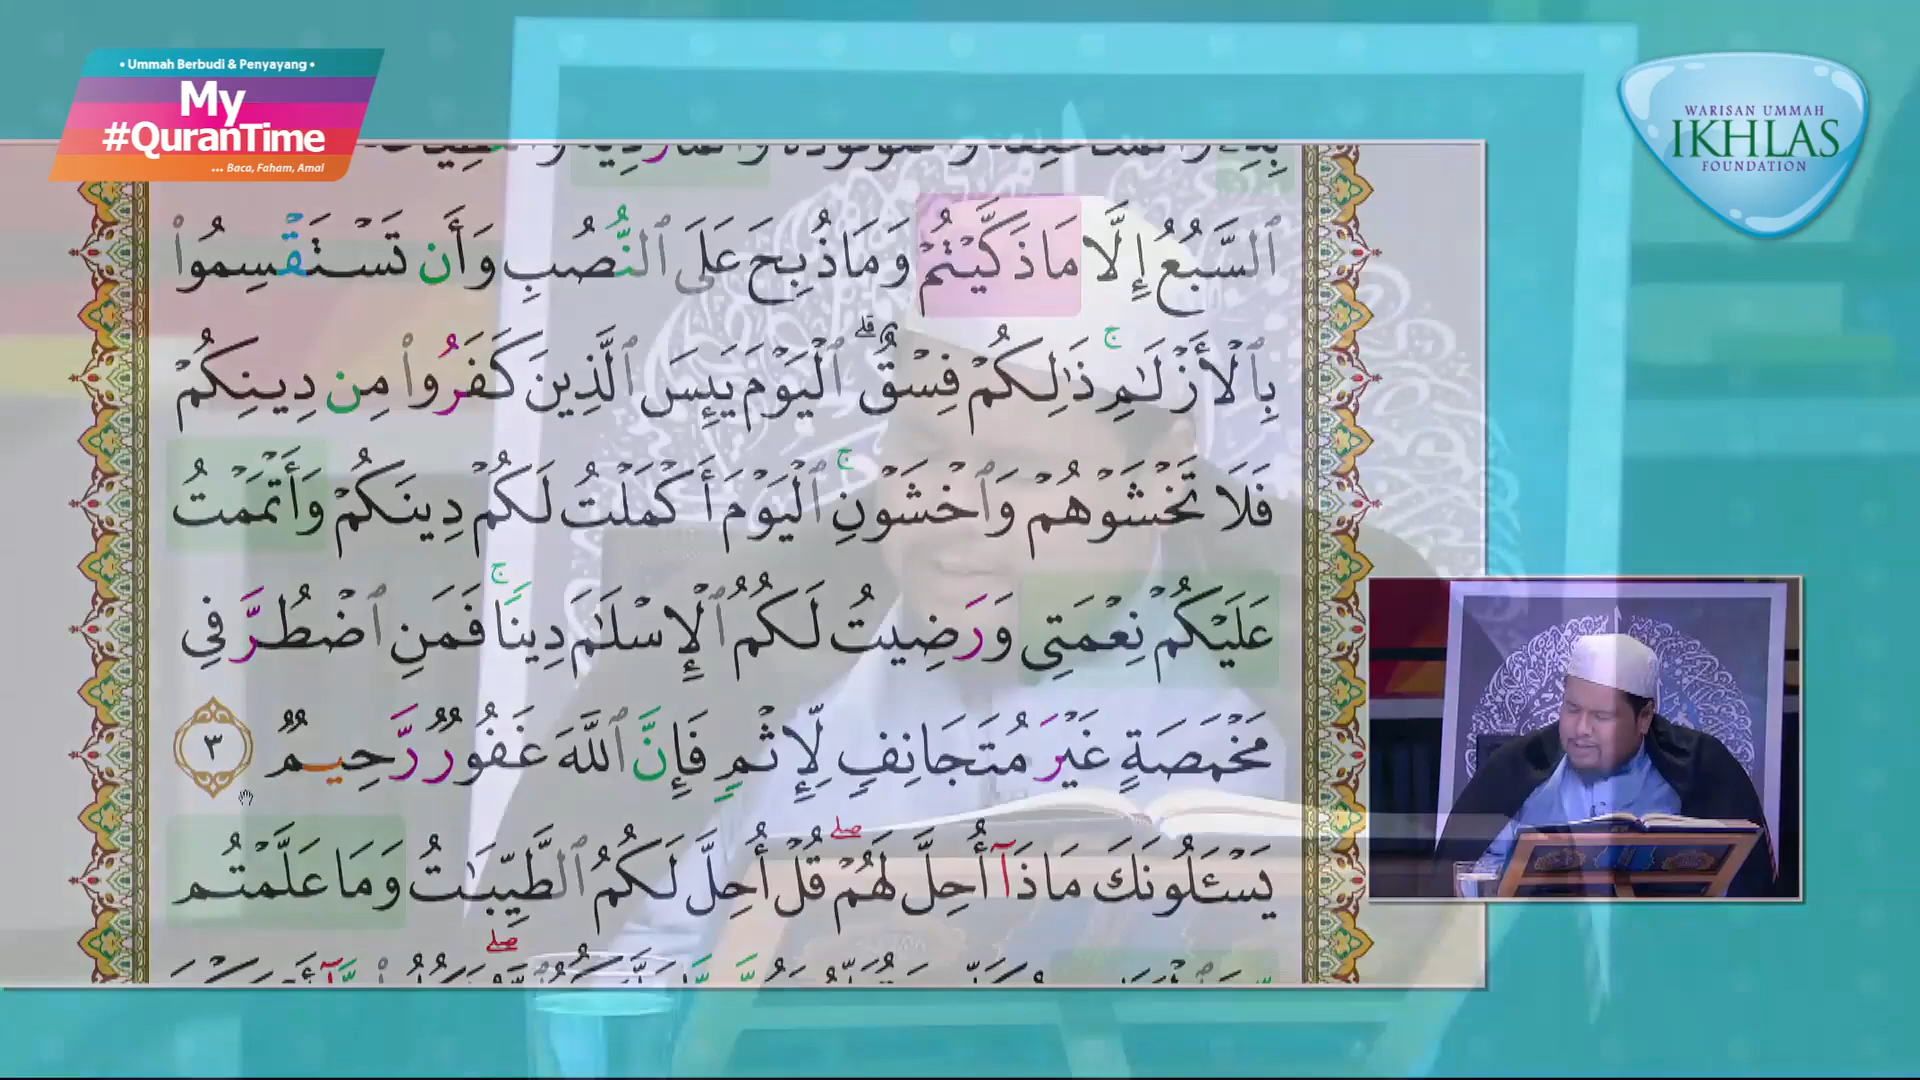 • Ummah Berbudi & Penyayang •
My
#QuranTime
... Baca, Faham, Amal
WARISAN UMMAH
IKHLAS
FOUNDATION
ٱلسَّبُعُ إِلَّا مَا ذَكَّيۡتُمۡ وَمَا ذُبِحَ عَلَى ٱلنُّصُبِ وَأَن تَسۡتَقۡسِمُواْ
بِٱلۡأَزۡلَٰمِۚ ذَٰلِكُمۡ فِسۡقٌۗ ٱلۡيَوۡمَ يَئِسَ ٱلَّذِينَ كَفَرُواْ مِن دِينِكُمۡ
فَلَا تَخۡشَوۡهُمۡ وَٱخۡشَوۡنِۚ ٱلۡيَوۡمَ أَكۡمَلۡتُ لَكُمۡ دِينَكُمۡ وَأَتۡمَمۡتُ
عَلَيۡكُمۡ نِعۡمَتِي وَرَضِيتُ لَكُمُ ٱلۡإِسۡلَٰمَ دِينٗاۚ فَمَنِ ٱضۡطُرَّ فِي
مَخۡمَصَةٍ غَيۡرَ مُتَجَانِفٖ لِّإِثۡمٖ فَإِنَّ ٱللَّهَ غَفُورٞ رَّحِيمٞ ٣
يَسۡـَٔلُونَكَ مَاذَآ أُحِلَّ لَهُمۡۖ قُلۡ أُحِلَّ لَكُمُ ٱلطَّيِّبَٰتُ وَمَا عَلَّمۡتُم